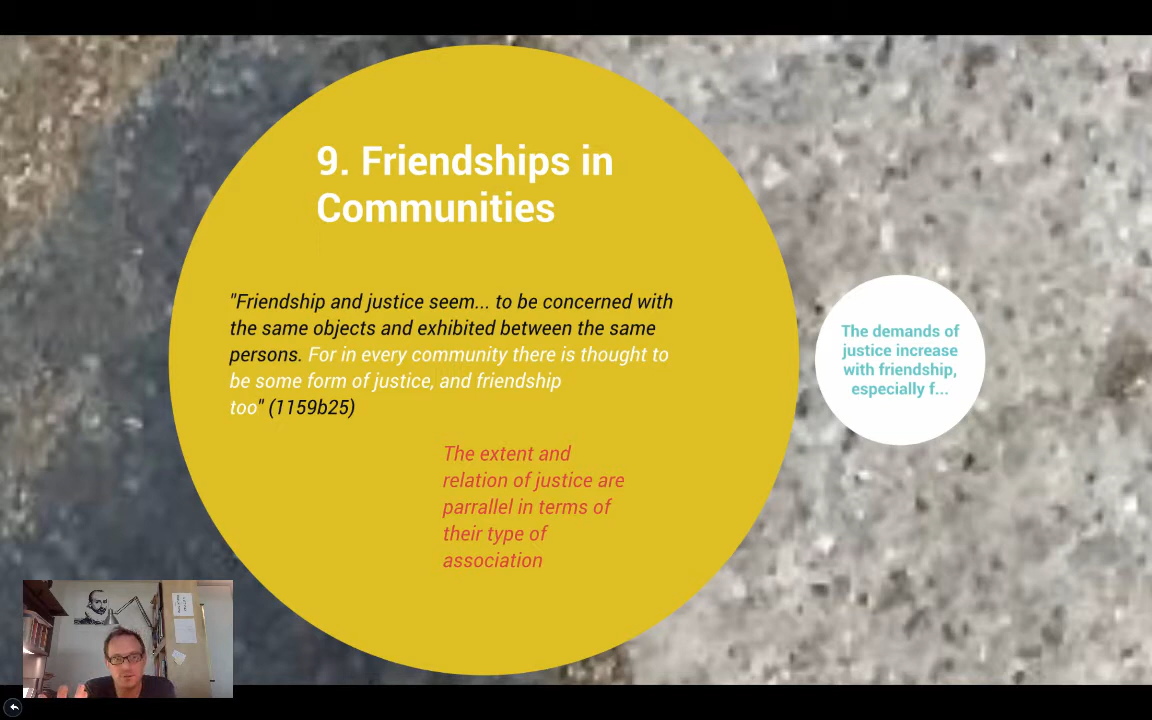 9. Friendships in
Communities
"Friendship and justice seem... to be concerned with
the same objects and exhibited between the same
persons. For in every community there is thought to
be some form of justice, and friendship
too" (1159b25)
The extent and
relation of justice are
parrallel in terms of
their type of
association
The demands of
justice increase
with friendship,
especially f...